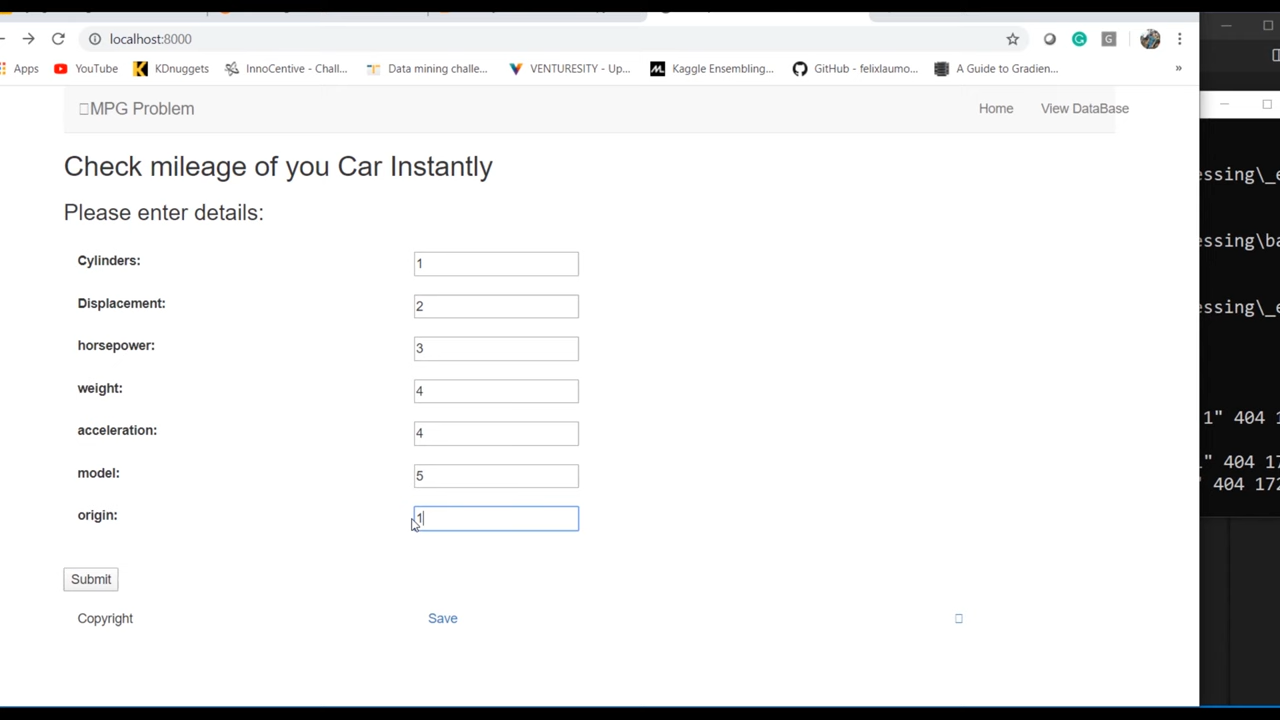 localhost:8000
Apps YouTube KDnuggets InnoCentive - Chall... Data mining challe... VENTURESITY - Up... Kaggle Ensembling... GitHub - felixlaumo... A Guide to Gradien... »
MPG Problem Home View DataBase
Check mileage of you Car Instantly
Please enter details:
Cylinders: 1
Displacement: 2
horsepower: 3
weight: 4
acceleration: 4
model: 5
origin: 1
Submit
Copyright Save
essing\_e
essing\ba
essing\_e
1" 404 1
" 404 17
" 404 172